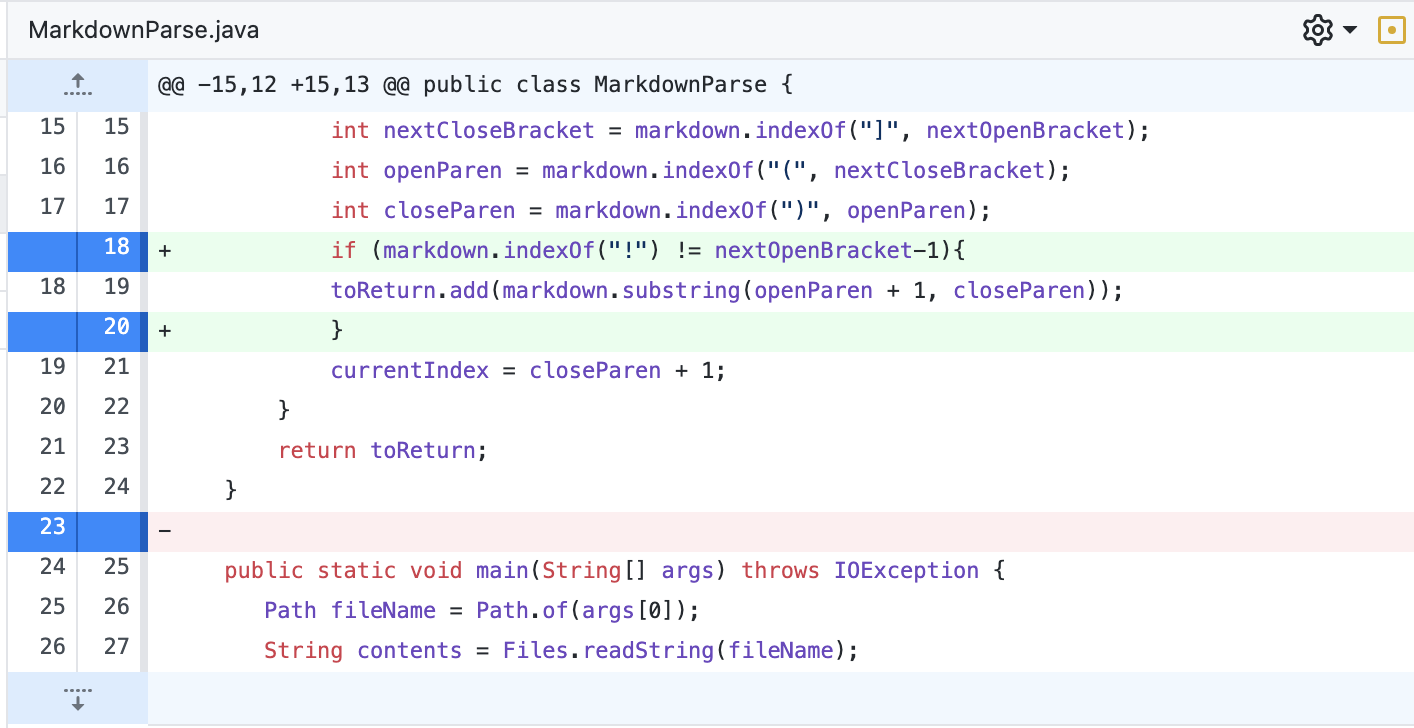 MarkdownParse.java
@@ -15,12 +15,13 @@ public class MarkdownParse {
15 15 int nextCloseBracket = markdown.indexOf("]", nextOpenBracket);
16 16 int openParen = markdown.indexOf("(", nextCloseBracket);
17 17 int closeParen = markdown.indexOf(")", openParen);
18 + if (markdown.indexOf("!") != nextOpenBracket-1){
18 19 toReturn.add(markdown.substring(openParen + 1, closeParen));
20 + }
19 21 currentIndex = closeParen + 1;
20 22 }
21 23 return toReturn;
22 24 }
23 -
24 25 public static void main(String[] args) throws IOException {
25 26 Path fileName = Path.of(args[0]);
26 27 String contents = Files.readString(fileName);